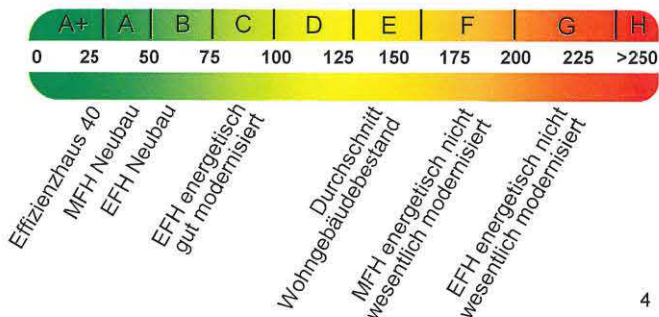 A+ A B C D E F G H
0 25 50 75 100 125 150 175 200 225 >250
Effizienzhaus 40
MFH Neubau
EFH Neubau
EFH energetisch
gut modernisiert
Durchschnitt
Wohngebäudebestand
MFH energetisch nicht
wesentlich modernisiert
EFH energetisch nicht
wesentlich modernisiert
4